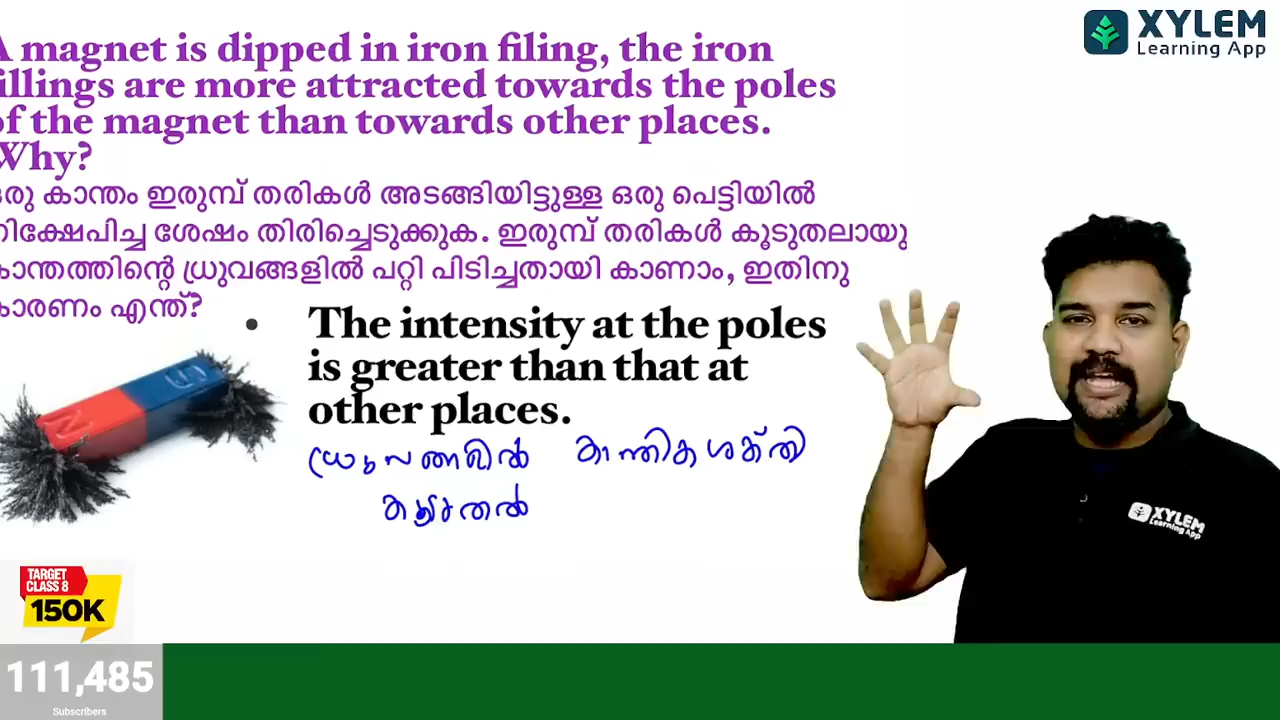 A magnet is dipped in iron filing, the iron
illings are more attracted towards the poles
of the magnet than towards other places.
Why?
ഒരു കാന്തം ഇരുമ്പ് തരികൾ അടങ്ങിയിട്ടുള്ള ഒരു പെട്ടിയിൽ
നിക്ഷേപിച്ച ശേഷം തിരിച്ചെടുക്കുക. ഇരുമ്പ് തരികൾ കൂടുതലായു
കാന്തത്തിന്റെ ധ്രുവങ്ങളിൽ പറ്റി പിടിച്ചതായി കാണാം, ഇതിനു
കാരണം എന്ത്?
• The intensity at the poles
is greater than that at
other places.
ധ്രുവങ്ങളിൽ കാന്തിക ശക്തി
കൂടുതൽ
N S
XYLEM
Learning App
XYLEM
Learning App
TARGET
CLASS 8
150K
111,485
Subscribers